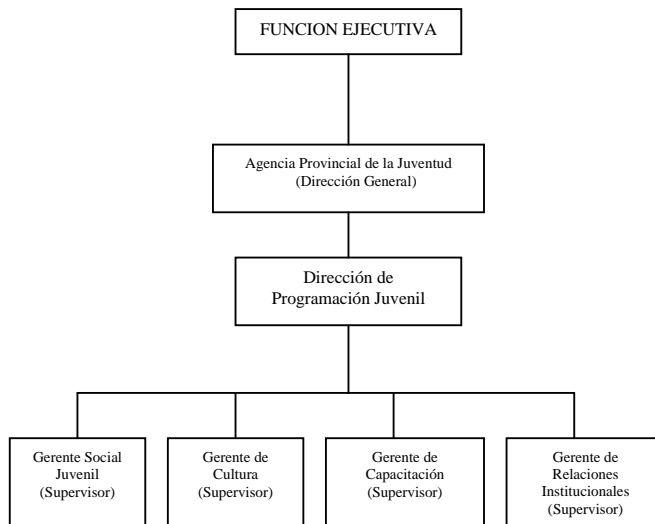 FUNCION EJECUTIVA
Agencia Provincial de la Juventud
(Dirección General)
Dirección de
Programación Juvenil
Gerente Social
Juvenil
(Supervisor)
Gerente de
Cultura
(Supervisor)
Gerente de
Capacitación
(Supervisor)
Gerente de
Relaciones
Institucionales
(Supervisor)